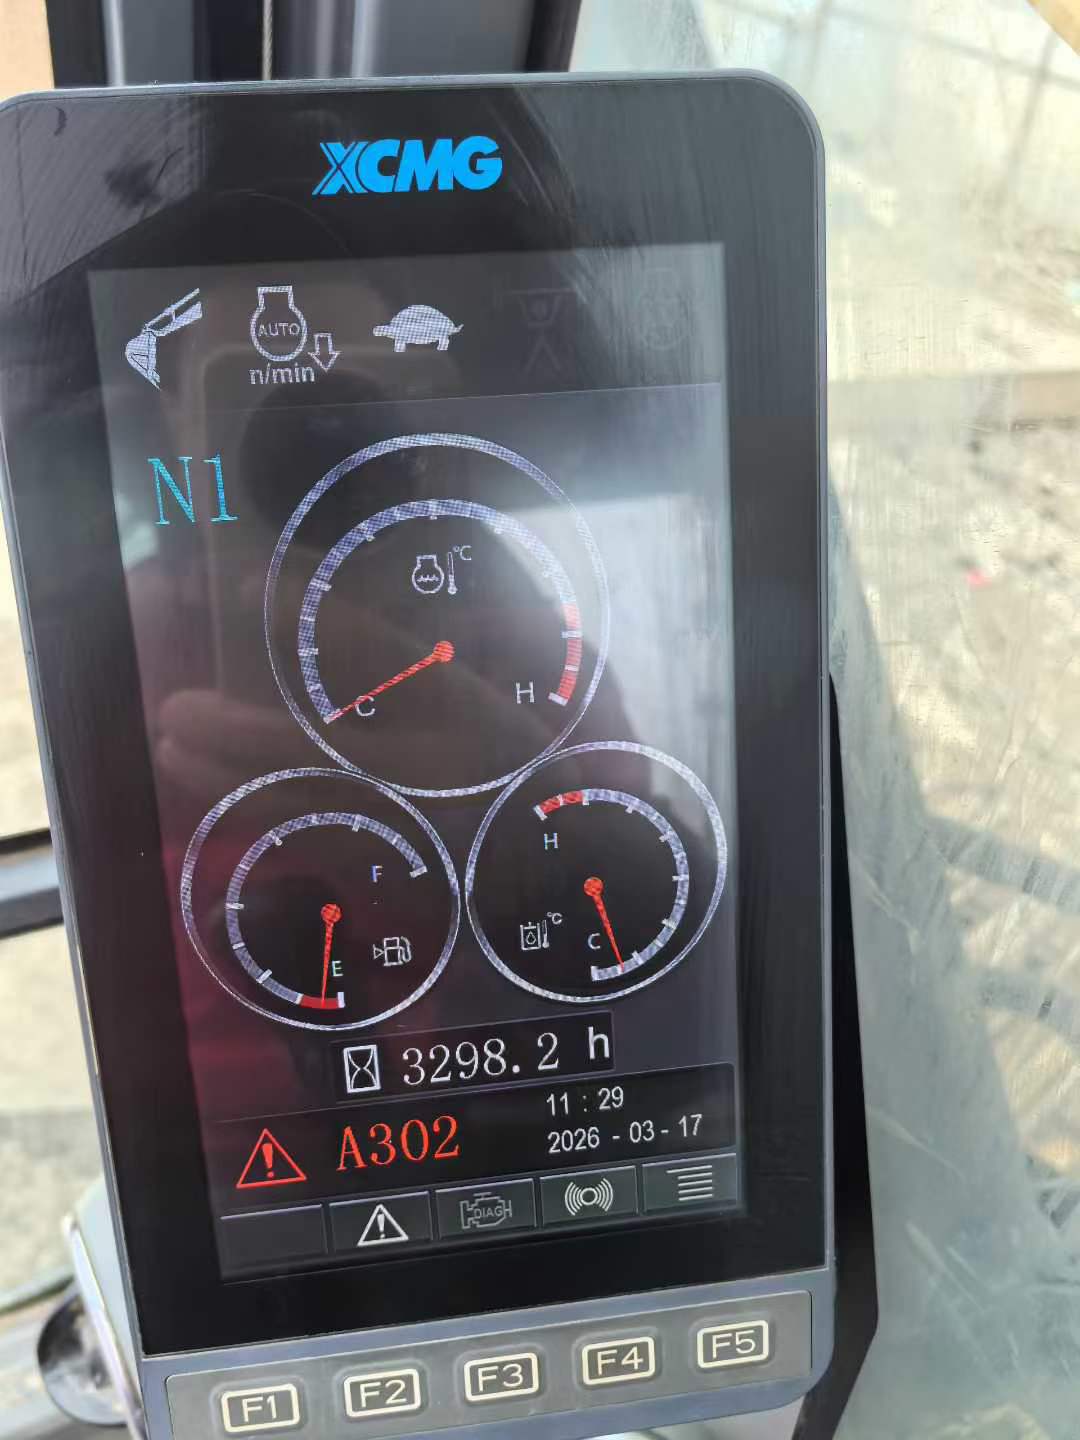 XCMG
AUTO
n/min
N1
°C
C
H
F
E
H
°C
C
3298.2 h
A302
11 : 29
2026 - 03 - 17
DIAG
F1 F2 F3 F4 F5